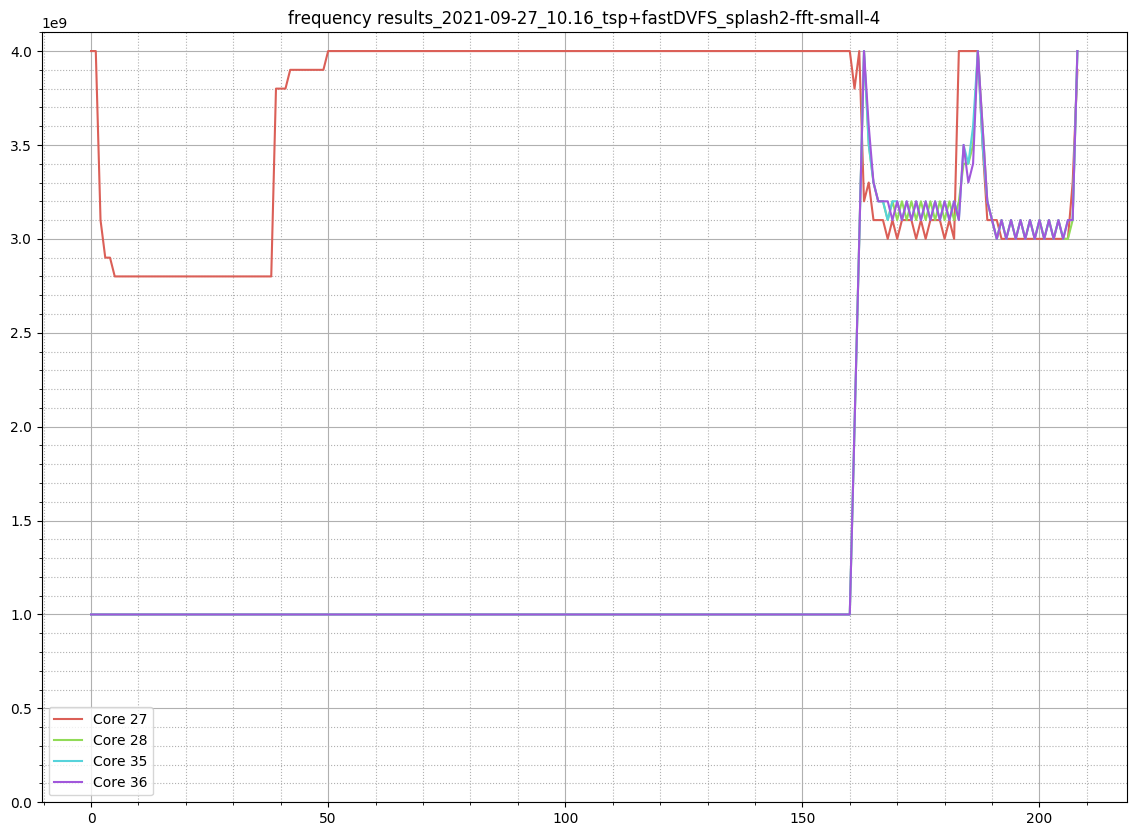 frequency results_2021-09-27_10.16_tsp+fastDVFS_splash2-fft-small-4
1e9
4.0
3.5
3.0
2.5
2.0
1.5
1.0
0.5
0.0
Core 27
Core 28
Core 35
Core 36
0 50 100 150 200